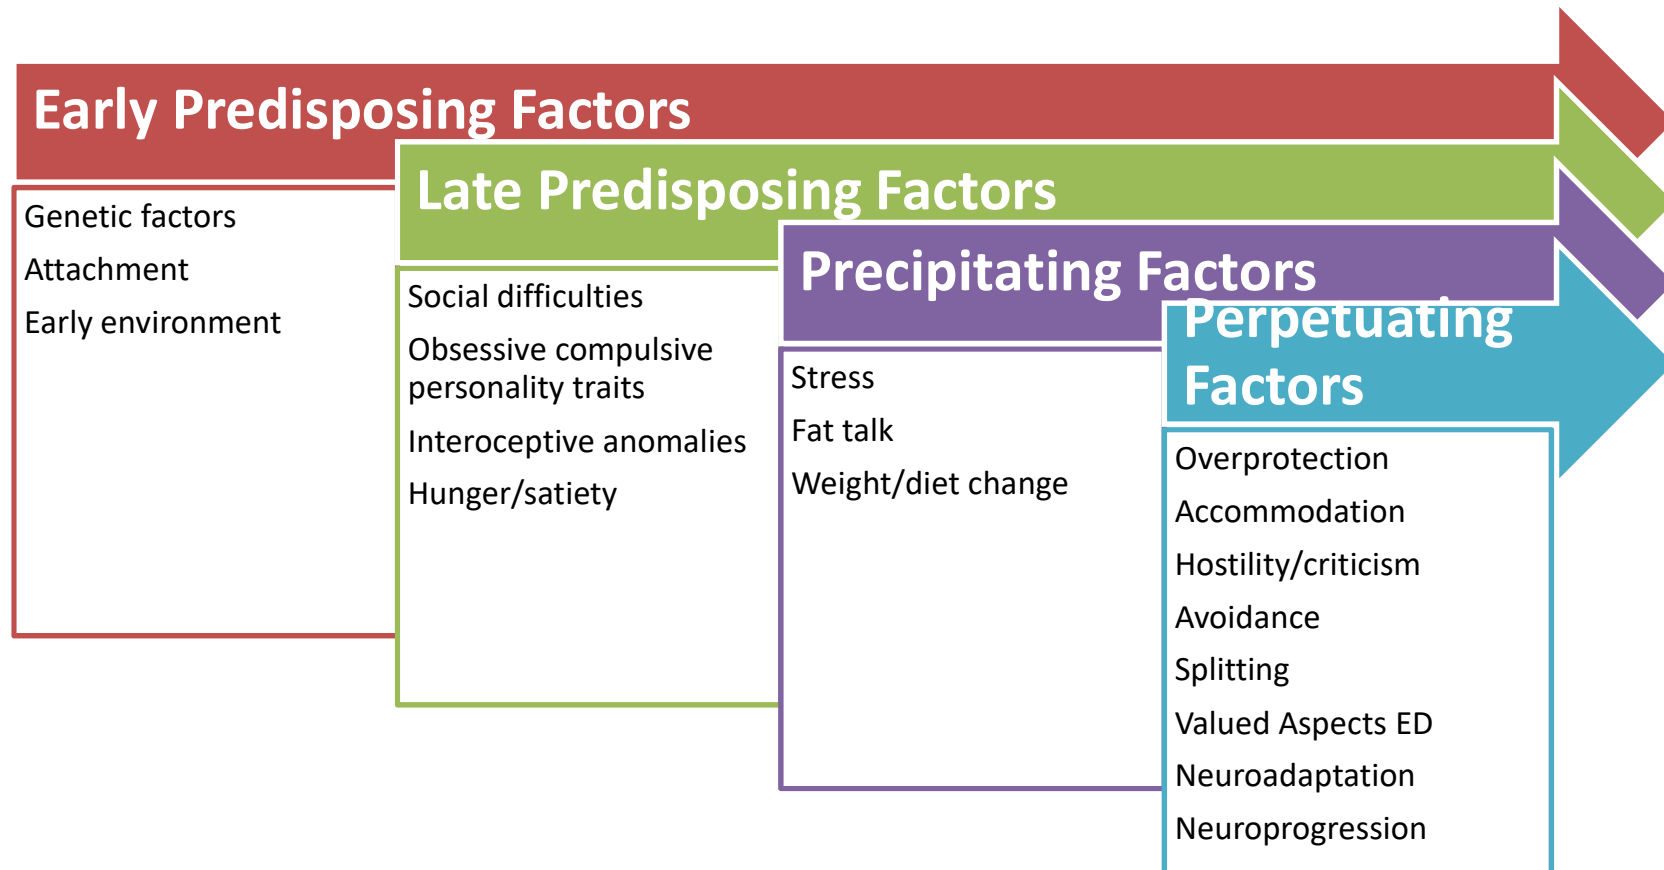 Early Predisposing Factors
Genetic factors
Attachment
Early environment
Late Predisposing Factors
Social difficulties
Obsessive compulsive
personality traits
Interoceptive anomalies
Hunger/satiety
Precipitating Factors
Stress
Fat talk
Weight/diet change
Perpetuating
Factors
Overprotection
Accommodation
Hostility/criticism
Avoidance
Splitting
Valued Aspects ED
Neuroadaptation
Neuroprogression